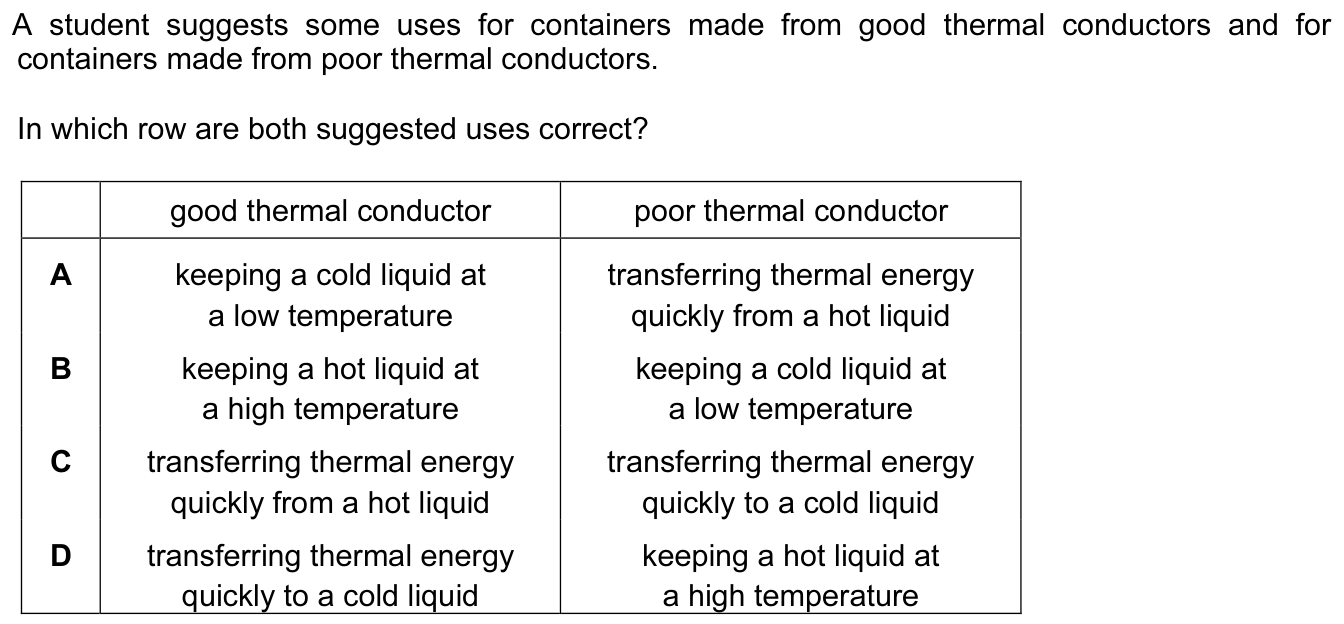 A student suggests some uses for containers made from good thermal conductors and for
containers made from poor thermal conductors.
In which row are both suggested uses correct?
good thermal conductor poor thermal conductor
A keeping a cold liquid at transferring thermal energy
a low temperature quickly from a hot liquid
B keeping a hot liquid at keeping a cold liquid at
a high temperature a low temperature
C transferring thermal energy transferring thermal energy
quickly from a hot liquid quickly to a cold liquid
D transferring thermal energy keeping a hot liquid at
quickly to a cold liquid a high temperature